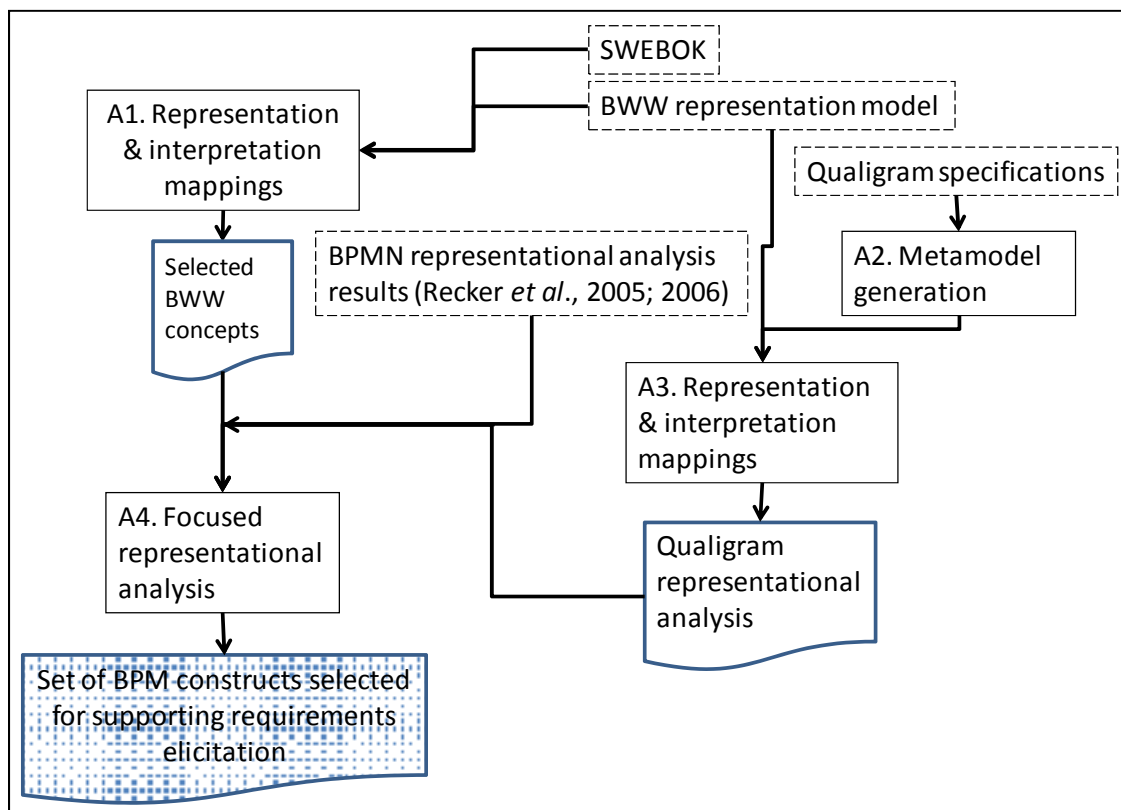 SWEBOK
BWW representation model
A1. Representation
& interpretation
mappings
Qualigram specifications
Selected
BWW
concepts
BPMN representational analysis
results (Recker et al., 2005; 2006)
A2. Metamodel
generation
A3. Representation
& interpretation
mappings
A4. Focused
representational
analysis
Qualigram
representational
analysis
Set of BPM constructs selected
for supporting requirements
elicitation